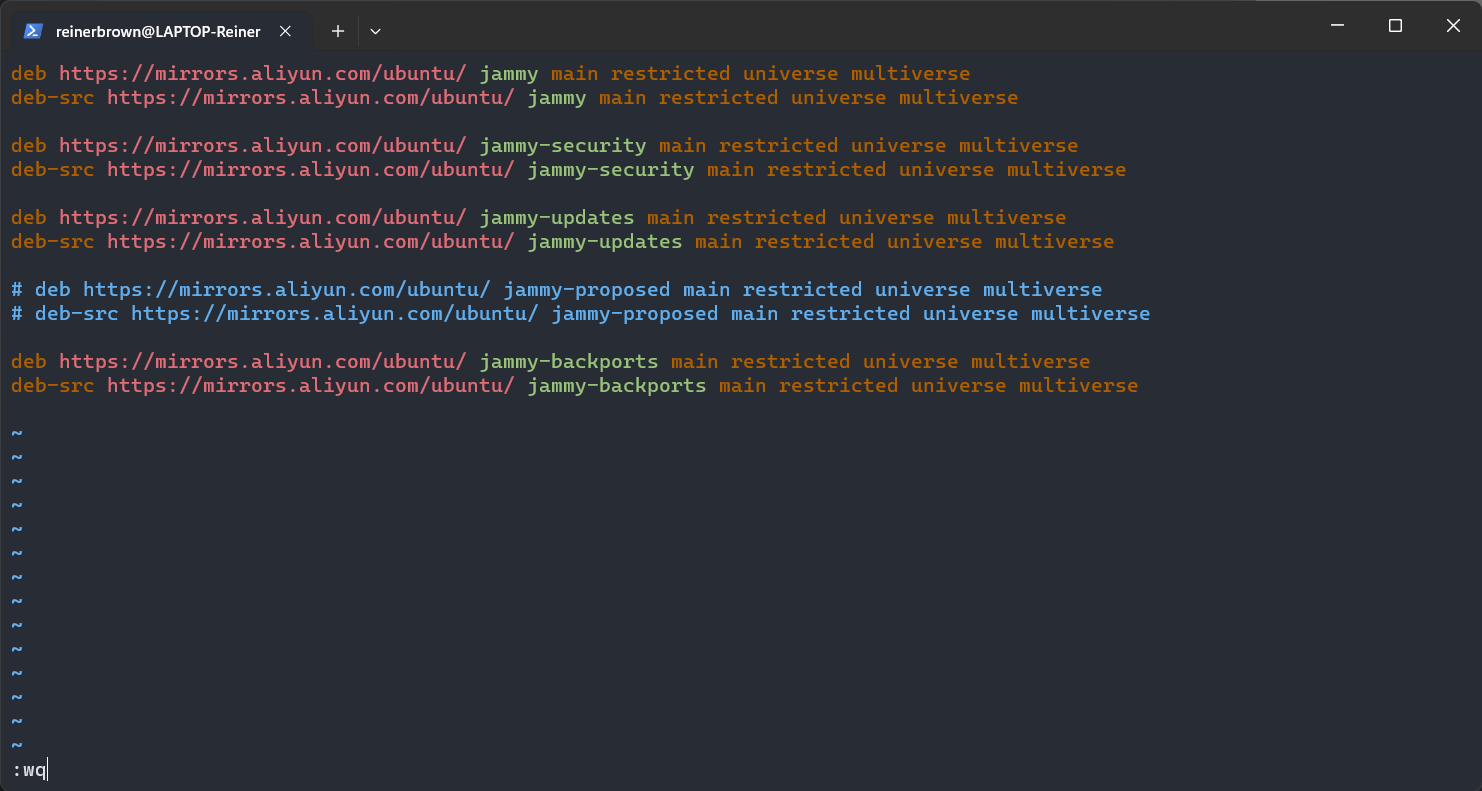 reinerbrown@LAPTOP-Reiner
deb https://mirrors.aliyun.com/ubuntu/ jammy main restricted universe multiverse
deb-src https://mirrors.aliyun.com/ubuntu/ jammy main restricted universe multiverse
deb https://mirrors.aliyun.com/ubuntu/ jammy-security main restricted universe multiverse
deb-src https://mirrors.aliyun.com/ubuntu/ jammy-security main restricted universe multiverse
deb https://mirrors.aliyun.com/ubuntu/ jammy-updates main restricted universe multiverse
deb-src https://mirrors.aliyun.com/ubuntu/ jammy-updates main restricted universe multiverse
# deb https://mirrors.aliyun.com/ubuntu/ jammy-proposed main restricted universe multiverse
# deb-src https://mirrors.aliyun.com/ubuntu/ jammy-proposed main restricted universe multiverse
deb https://mirrors.aliyun.com/ubuntu/ jammy-backports main restricted universe multiverse
deb-src https://mirrors.aliyun.com/ubuntu/ jammy-backports main restricted universe multiverse
~
~
~
~
~
~
~
~
~
~
~
~
~
~
:wq